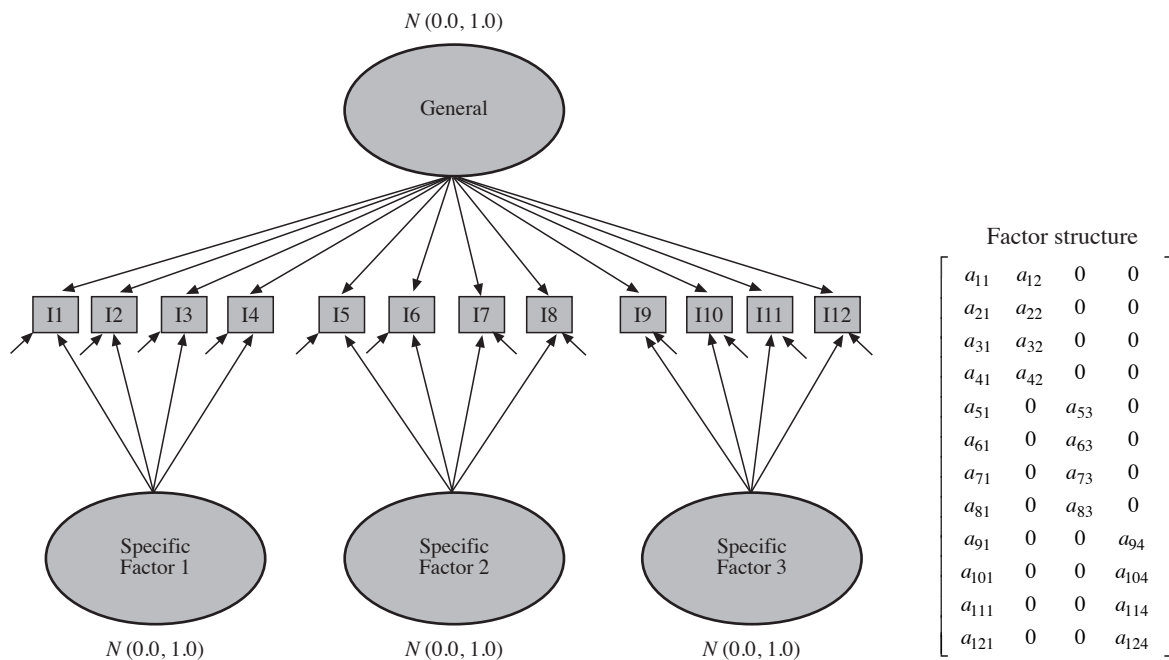 N (0.0, 1.0)
General
I1 I2 I3 I4 I5 I6 I7 I8 I9 I10 I11 I12
Specific
Factor 1
Specific
Factor 2
Specific
Factor 3
N (0.0, 1.0) N (0.0, 1.0) N (0.0, 1.0)
Factor structure
a11 a12 0 0
a21 a22 0 0
a31 a32 0 0
a41 a42 0 0
a51 0 a53 0
a61 0 a63 0
a71 0 a73 0
a81 0 a83 0
a91 0 0 a94
a101 0 0 a104
a111 0 0 a114
a121 0 0 a124